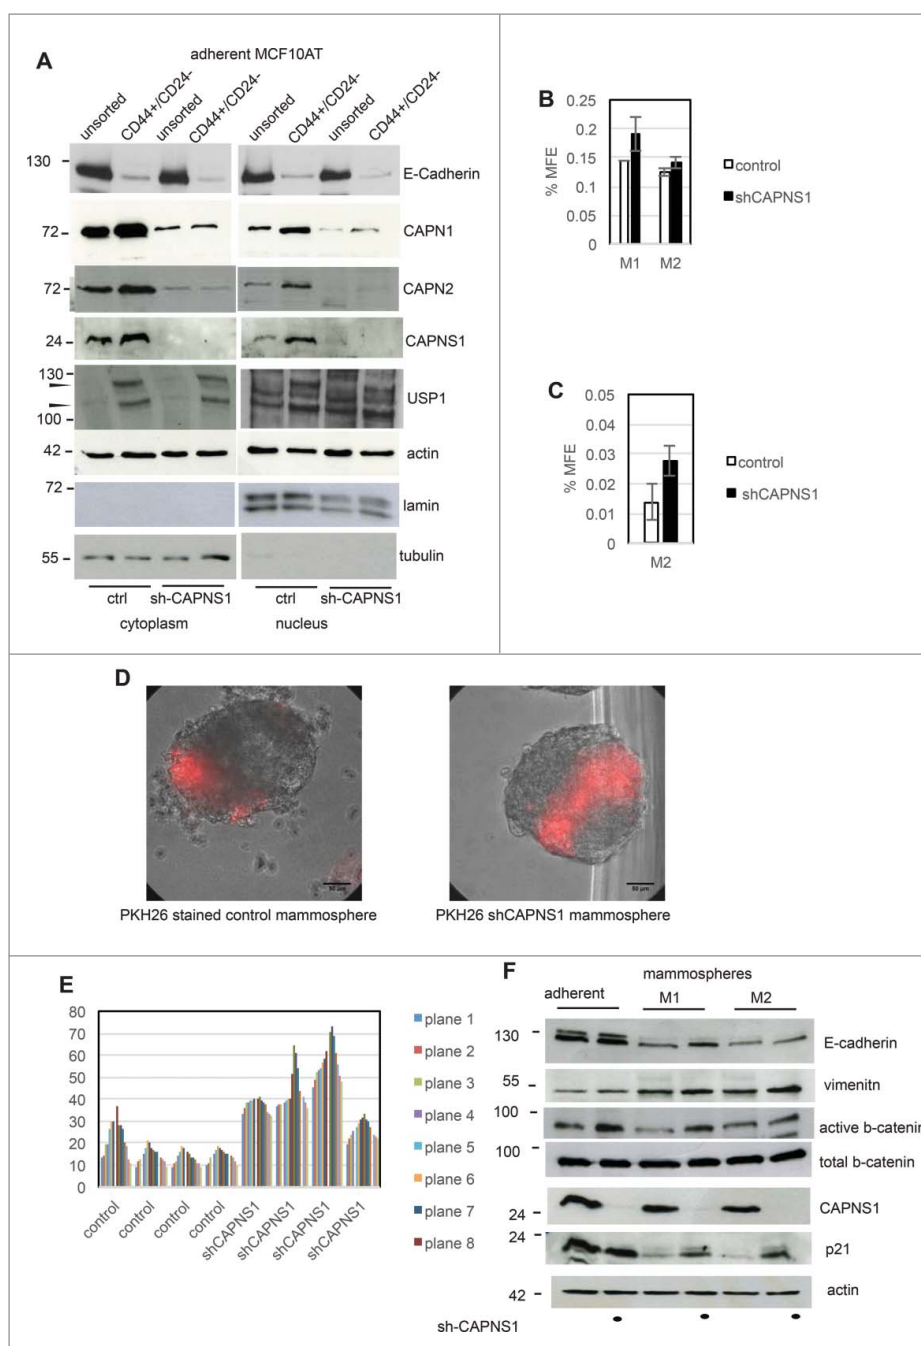 A
adherent MCF10AT
unsorted
CD44+/CD24-
unsorted
CD44+/CD24-
unsorted
CD44+/CD24-
unsorted
CD44+/CD24-
130
E-Cadherin
72
CAPN1
72
CAPN2
24
CAPNS1
130
100
USP1
42
actin
72
lamin
55
tubulin
ctrl sh-CAPNS1 ctrl sh-CAPNS1
cytoplasm nucleus
B
% MFE
0.25
0.2
0.15
0.1
0.05
0
M1 M2
control
shCAPNS1
C
% MFE
0.05
0.04
0.03
0.02
0.01
0
M2
control
shCAPNS1
D
50 µm
50 µm
PKH26 stained control mammosphere
PKH26 shCAPNS1 mammosphere
E
80
70
60
50
40
30
20
10
0
control
control
control
control
shCAPNS1
shCAPNS1
shCAPNS1
shCAPNS1
plane 1
plane 2
plane 3
plane 4
plane 5
plane 6
plane 7
plane 8
F
mammospheres
adherent M1 M2
130
E-cadherin
55
vimenitn
100
active b-catenin
100
total b-catenin
24
CAPNS1
24
p21
42
actin
sh-CAPNS1